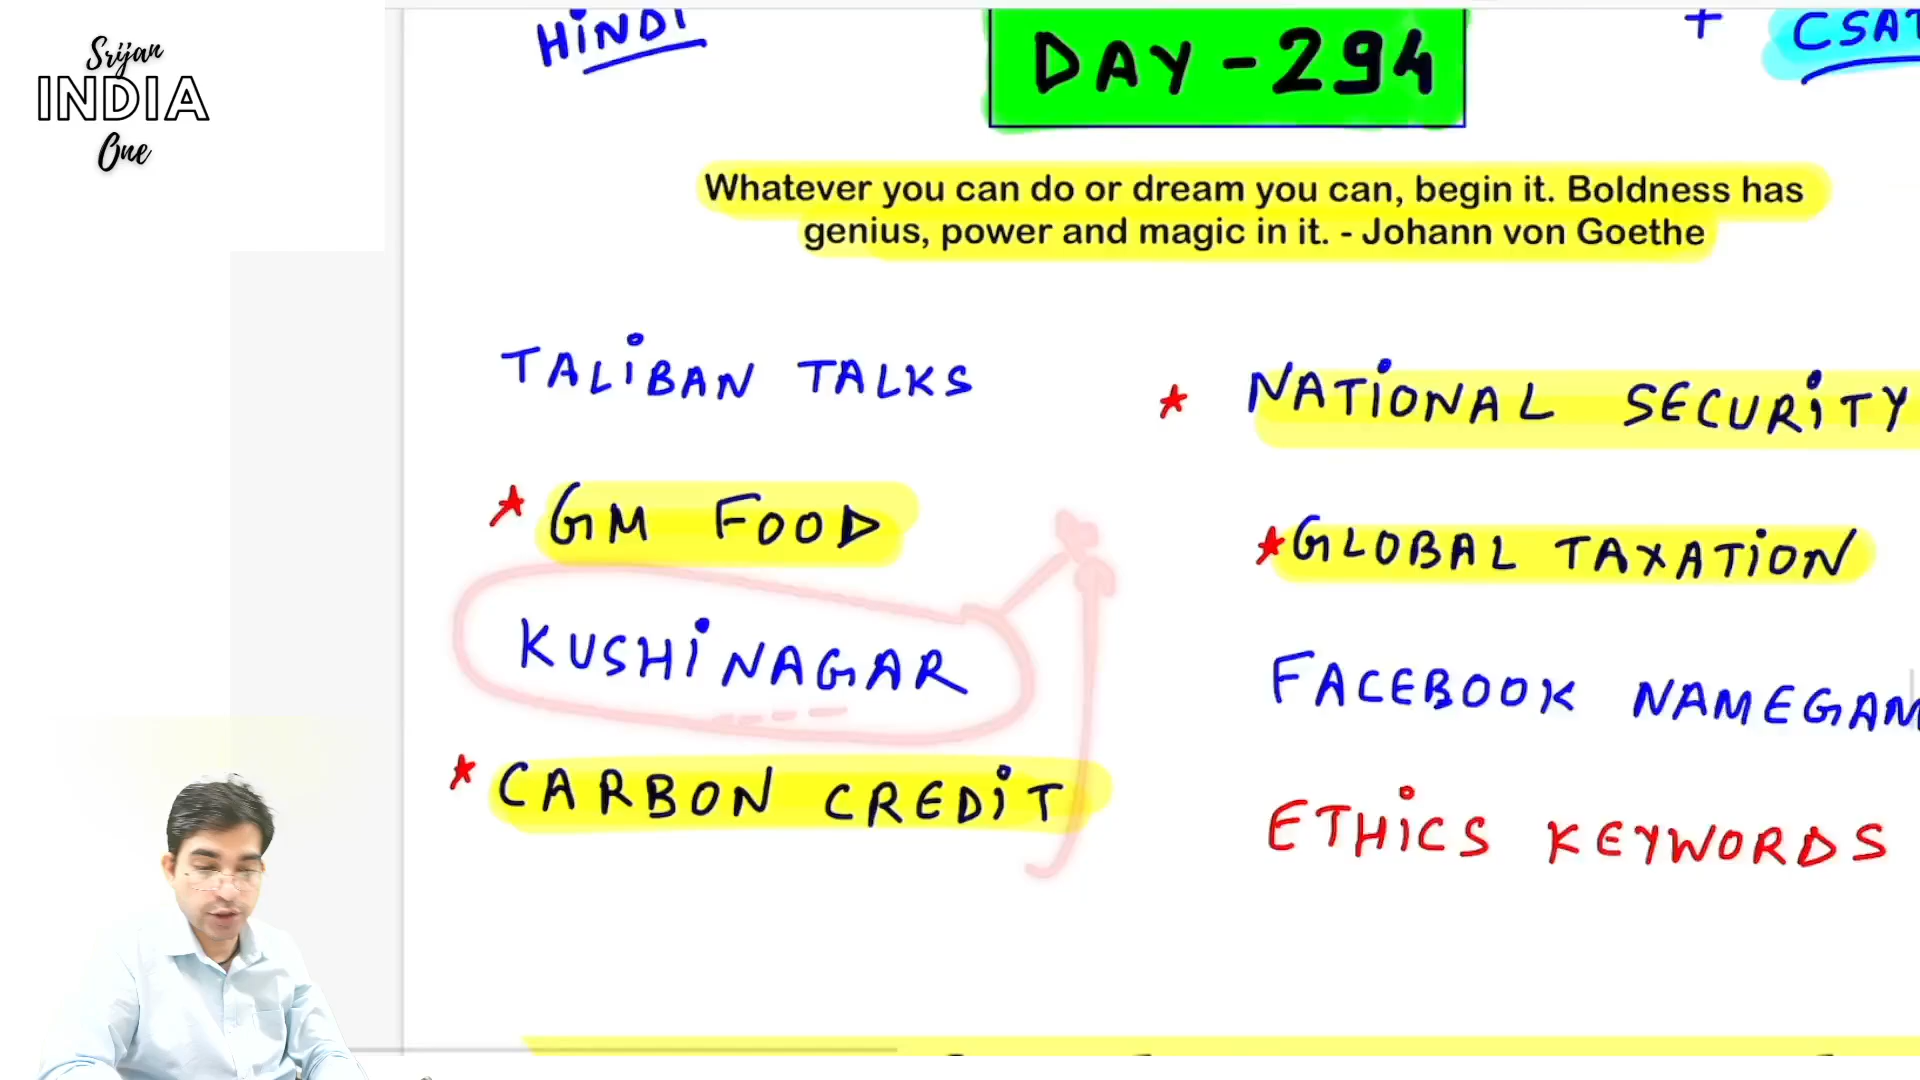 Srijan
INDIA
One
HINDI
DAY - 294
+ CSAT
Whatever you can do or dream you can, begin it. Boldness has
genius, power and magic in it. - Johann von Goethe
TALIBAN TALKS
* GM FOOD
KUSHINAGAR
* CARBON CREDIT
* NATIONAL SECURITY
* GLOBAL TAXATION
FACEBOOK NAMEGAM
ETHICS KEYWORDS